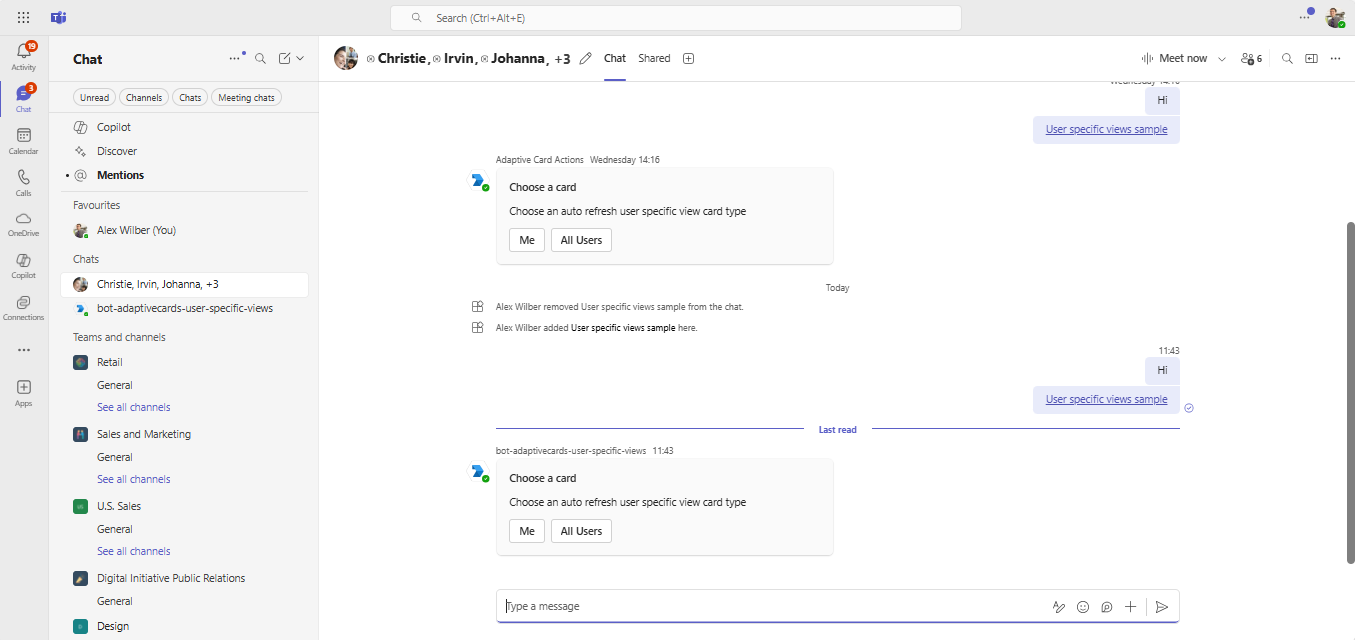 Search (Ctrl+Alt+E)
19
Activity
3
Chat
Calendar
Calls
OneDrive
Copilot
Connections
Apps
Chat
Unread
Channels
Chats
Meeting chats
Copilot
Discover
Mentions
Favourites
Alex Wilber (You)
Chats
Christie, Irvin, Johanna, +3
bot-adaptivecards-user-specific-views
Teams and channels
Retail
General
See all channels
Sales and Marketing
General
See all channels
U.S. Sales
General
See all channels
Digital Initiative Public Relations
General
Design
Christie, Irvin, Johanna, +3
Chat
Shared
Meet now
6
Wednesday 14:16
Hi
User specific views sample
Adaptive Card Actions Wednesday 14:16
Choose a card
Choose an auto refresh user specific view card type
Me
All Users
Today
Alex Wilber removed User specific views sample from the chat.
Alex Wilber added User specific views sample here.
11:43
Hi
User specific views sample
Last read
bot-adaptivecards-user-specific-views 11:43
Choose a card
Choose an auto refresh user specific view card type
Me
All Users
Type a message